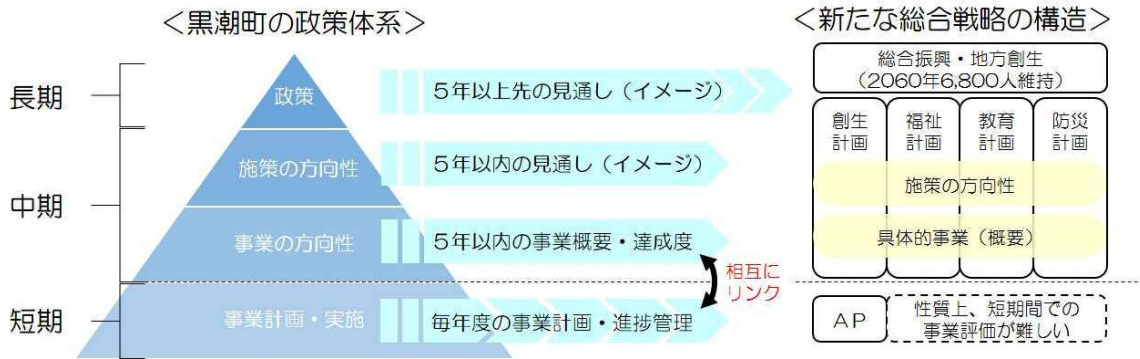 ＜黒潮町の政策体系＞
＜新たな総合戦略の構造＞
長期
中期
短期
政策
施策の方向性
事業の方向性
事業計画・実施
５年以上先の見通し（イメージ）
５年以内の見通し（イメージ）
５年以内の事業概要・達成度
相互に
リンク
毎年度の事業計画・進捗管理
総合振興・地方創生
（2060年6,800人維持）
創生
計画
福祉
計画
教育
計画
防災
計画
施策の方向性
具体的事業（概要）
ＡＰ
性質上、短期間での
事業評価が難しい